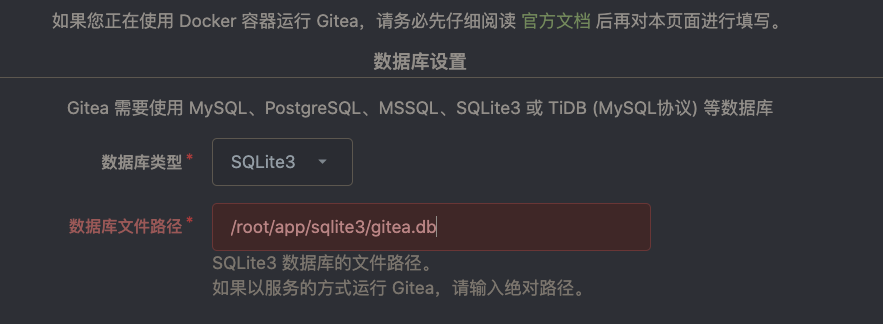 如果您正在使用 Docker 容器运行 Gitea，请务必先仔细阅读 官方文档 后再对本页面进行填写。
数据库设置
Gitea 需要使用 MySQL、PostgreSQL、MSSQL、SQLite3 或 TiDB (MySQL协议) 等数据库
数据库类型* SQLite3
数据库文件路径* /root/app/sqlite3/gitea.db
SQLite3 数据库的文件路径。
如果以服务的方式运行 Gitea，请输入绝对路径。